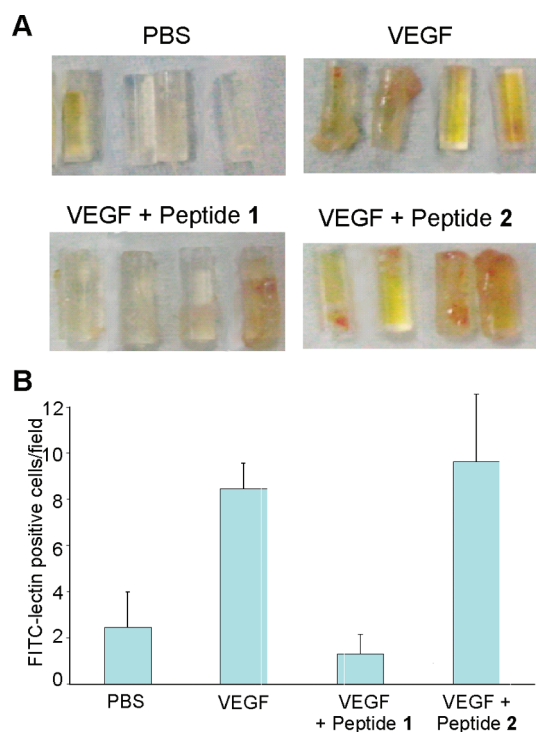 A
PBS
VEGF
VEGF + Peptide 1
VEGF + Peptide 2
B
FITC-lectin positive cells/field
12
10
8
6
4
2
0
PBS
VEGF
VEGF
+ Peptide 1
VEGF +
Peptide 2